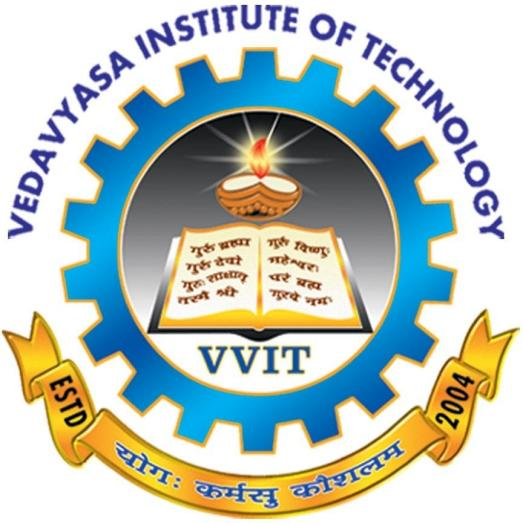 VEDAVYASA INSTITUTE OF TECHNOLOGY
गुरु ब्रह्मा
गुरु देवो
गुरुः साक्षात्
तस्मै श्री
गुरु विष्णुः
महेश्वरः
परं ब्रह्म
गुरवे नमः
VVIT
ESTD
2004
योगः कर्मसु कौशलम